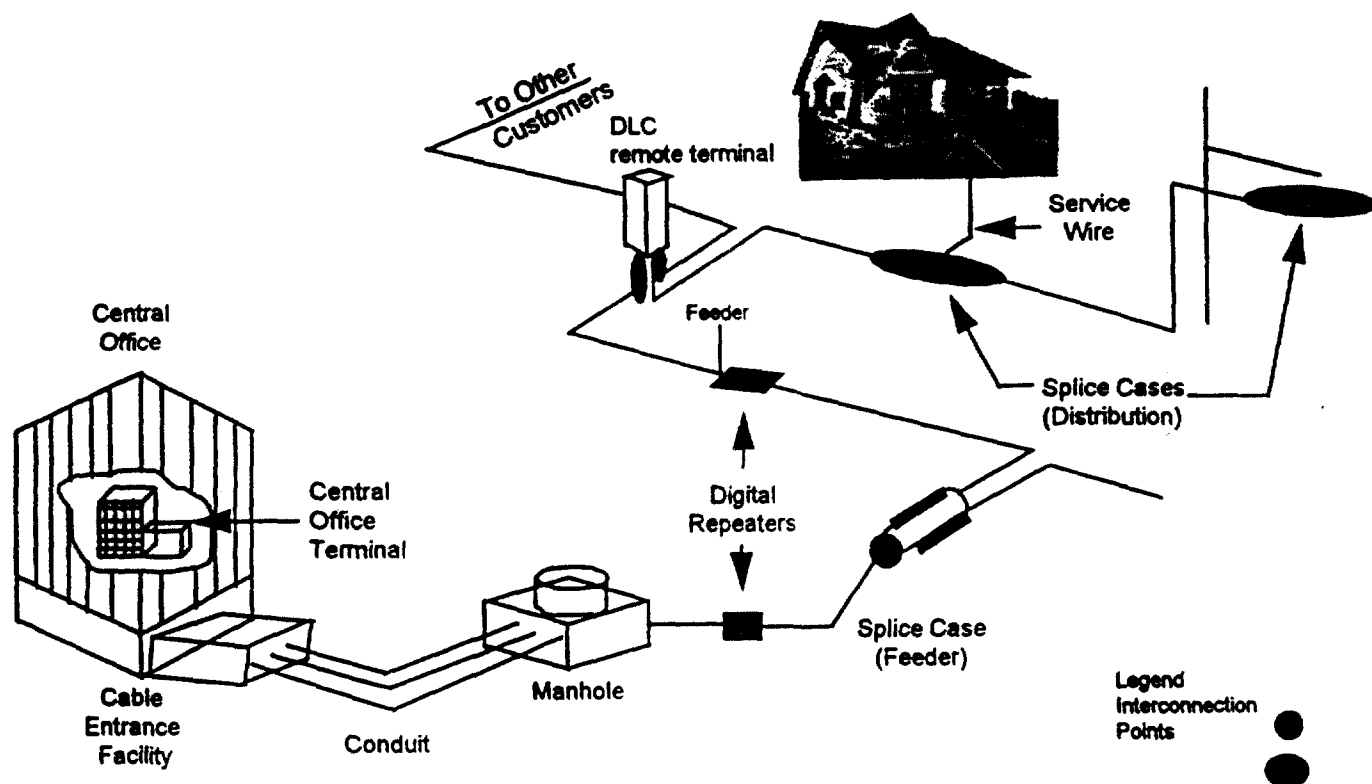 To Other
Customers
DLC
remote terminal
Service
Wire
Central
Office
Feeder
Splice Cases
(Distribution)
Central
Office
Terminal
Digital
Repeaters
Splice Case
(Feeder)
Manhole
Cable
Entrance
Facility
Conduit
Legend
Interconnection
Points